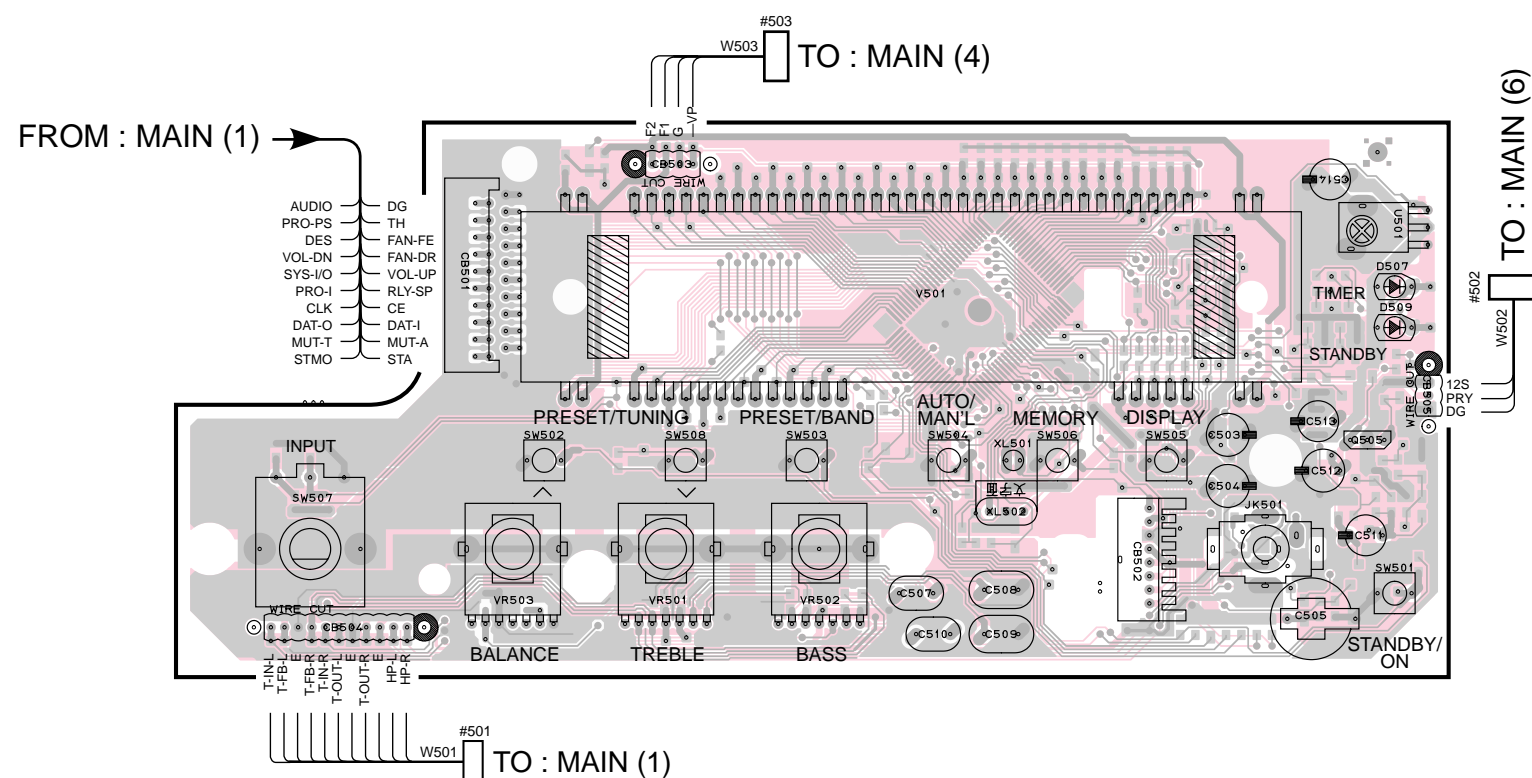 #503
W503
TO : MAIN (4)
FROM : MAIN (1)
F2
F1
G
–VP
CB503
WIRE CUT
AUDIO DG
PRO-PS TH
DES FAN-FE
VOL-DN FAN-DR
SYS-I/O VOL-UP
PRO-I RLY-SP
CLK CE
DAT-O DAT-I
MUT-T MUT-A
STMO STA
CB501
V501
C514
U501
D507
TIMER
D509
STANDBY
TO : MAIN (6)
#502
W502
12S
PRY
DG
WIRE CUT
CB505
PRESET/TUNING
PRESET/BAND
AUTO/
MAN'L
MEMORY
DISPLAY
SW502
SW508
SW503
SW504
XL501
SW506
SW505
C503
C513
Q505
C504
C512
文字面
XL502
INPUT
SW507
JK501
CB502
C511
SW501
VR503
VR501
VR502
C507
C508
C510
C509
C505
WIRE CUT
CB504
BALANCE
TREBLE
BASS
STANDBY/
ON
T-IN-L
T-FB-L
E
T-FB-R
T-IN-R
T-OUT-L
E
T-OUT-R
E
HP-L
HP-R
#501
W501
TO : MAIN (1)